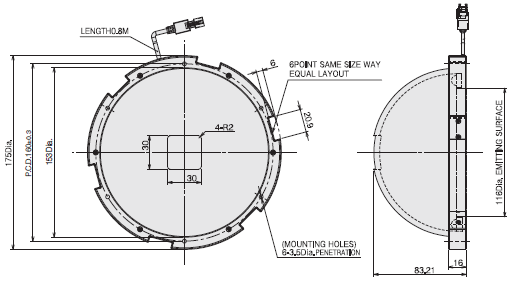 LENGTH0.8M
6
6POINT SAME SIZE WAY
EQUAL LAYOUT
20.9
4-R2
30
30
175Dia.
P.C.D.160±0.3
153Dia.
(MOUNTING HOLES)
6-3.5Dia.PENETRATION
116Dia, EMITTING SURFACE
16
83.21